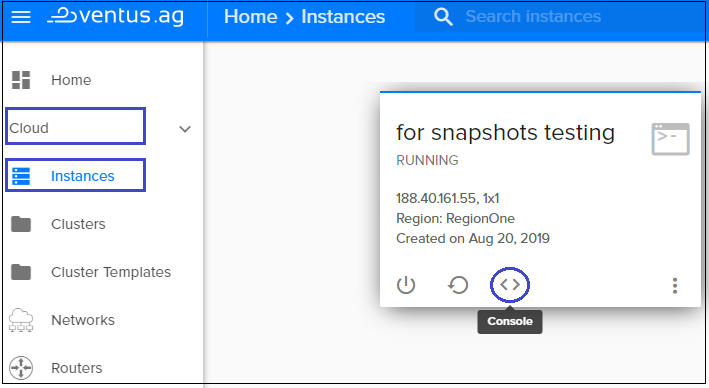 ventus.ag
Home > Instances
Search instances
Home
Cloud
Instances
Clusters
Cluster Templates
Networks
Routers
for snapshots testing
RUNNING
188.40.161.55, 1x1
Region: RegionOne
Created on Aug 20, 2019
Console